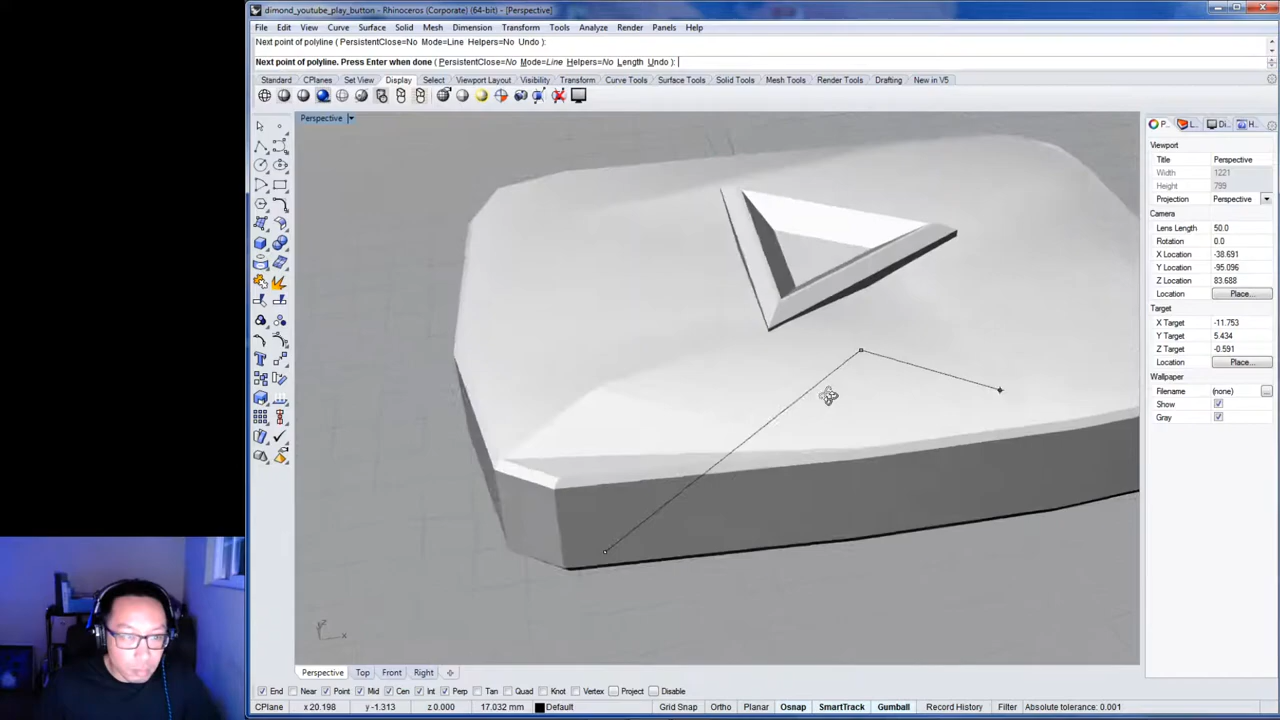 dimond_youtube_play_button - Rhinoceros (Corporate) (64-bit) - [Perspective]
File Edit View Curve Surface Solid Mesh Dimension Transform Tools Analyze Render Panels Help
Next point of polyline ( PersistentClose=No Mode=Line Helpers=No Undo ):
Next point of polyline. Press Enter when done ( PersistentClose=No Mode=Line Helpers=No Length Undo ):
Standard CPlanes Set View Display Select Viewport Layout Visibility Transform Curve Tools Surface Tools Solid Tools Mesh Tools Render Tools Drafting New in V5
Perspective
P... L... Di... H...
Viewport
Title Perspective
Width 1221
Height 799
Projection Perspective
Camera
Lens Length 50.0
Rotation 0.0
X Location -38.691
Y Location -95.096
Z Location 83.688
Location Place...
Target
X Target -11.753
Y Target 5.434
Z Target -0.591
Location Place...
Wallpaper
Filename (none) ...
Show
Gray
Perspective Top Front Right
End Near Point Mid Cen Int Perp Tan Quad Knot Vertex Project Disable
CPlane x 20.198 y -1.313 z 0.000 17.032 mm Default Grid Snap Ortho Planar Osnap SmartTrack Gumball Record History Filter Absolute tolerance: 0.001